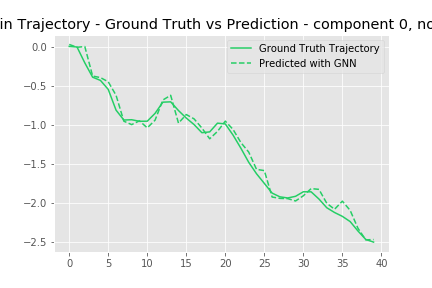 in Trajectory - Ground Truth vs Prediction - component 0, no
Ground Truth Trajectory
Predicted with GNN
0.0
−0.5
−1.0
−1.5
−2.0
−2.5
0 5 10 15 20 25 30 35 40